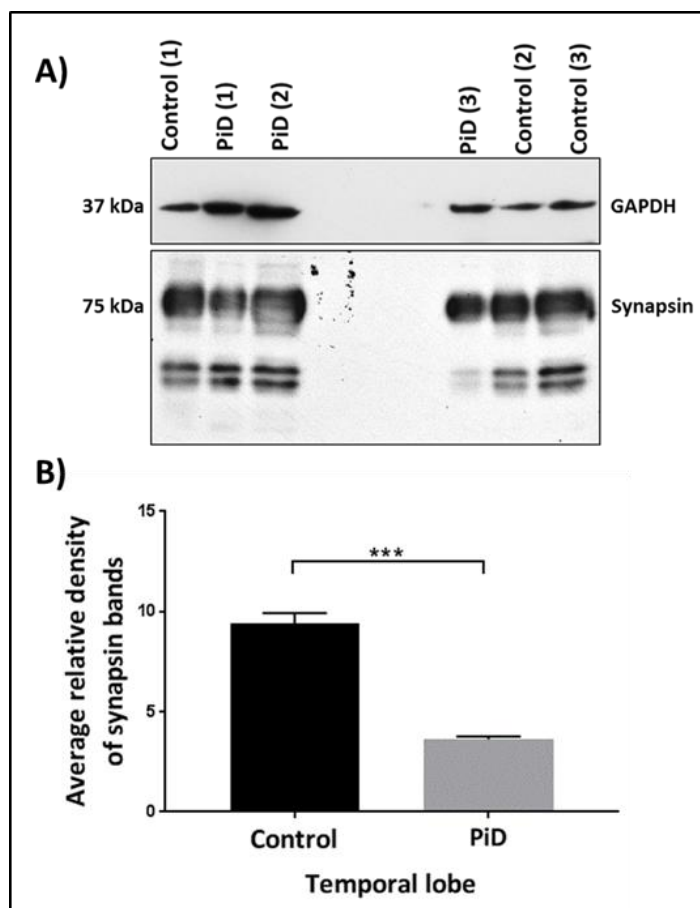 A)
Control (1)
PiD (1)
PiD (2)
PiD (3)
Control (2)
Control (3)
37 kDa
GAPDH
75 kDa
Synapsin
B)
Average relative density
of synapsin bands
15
10
5
0
***
Control
PiD
Temporal lobe